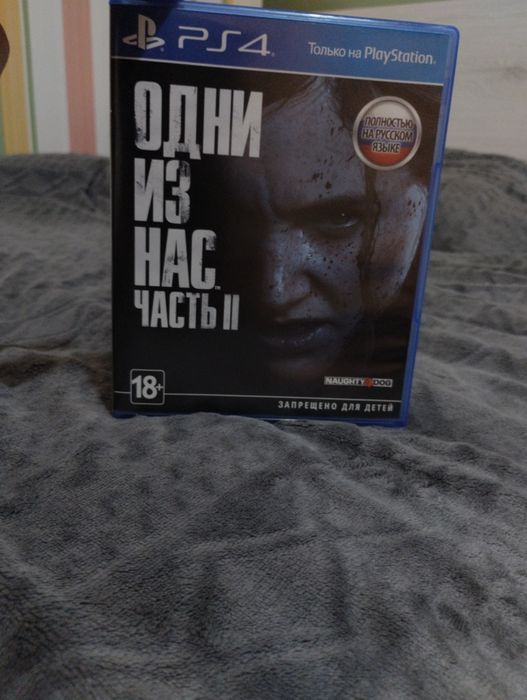 PS4
Только на PlayStation
ОДНИ
ИЗ
НАС
ЧАСТЬ II
ПОЛНОСТЬЮ
НА РУССКОМ
ЯЗЫКЕ
NAUGHTY DOG
18+
ЗАПРЕЩЕНО ДЛЯ ДЕТЕЙ